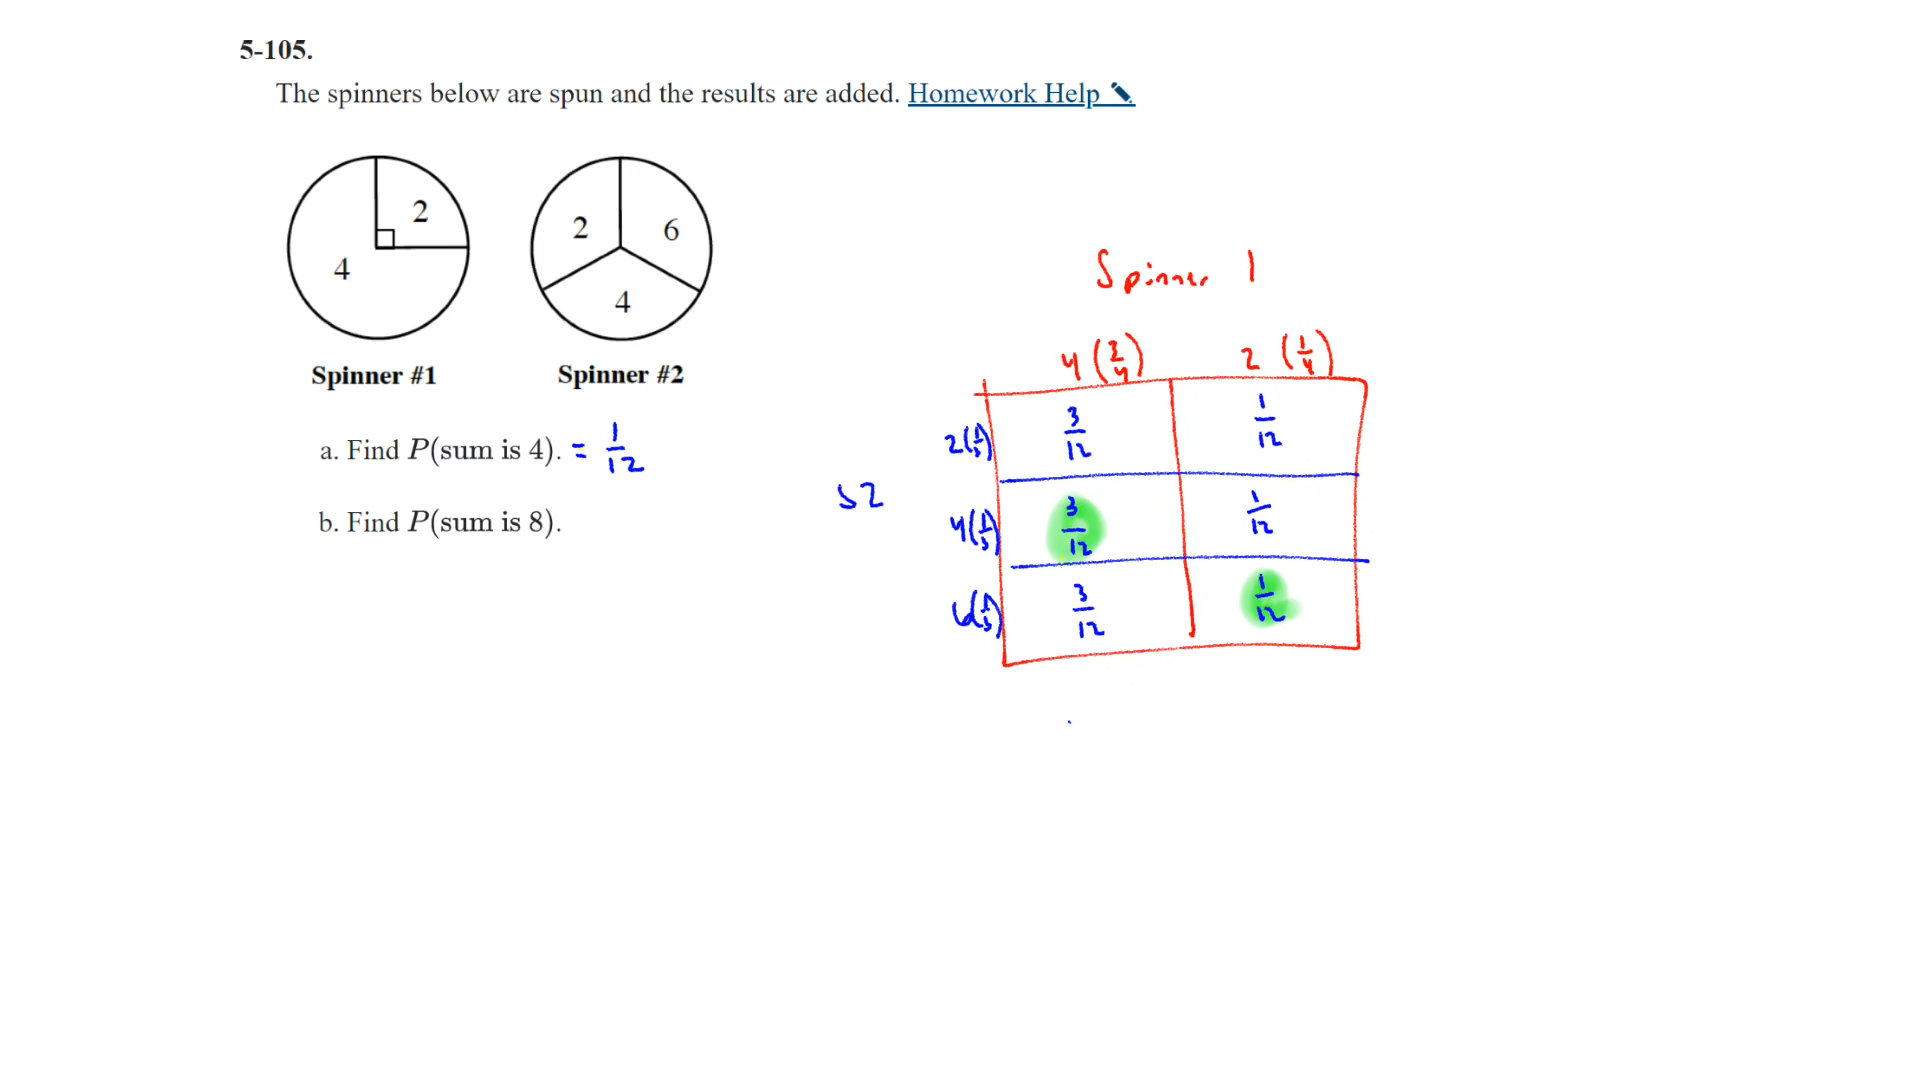 5-105.
The spinners below are spun and the results are added. Homework Help
2
4
2
6
4
Spinner #1
Spinner #2
a. Find P(sum is 4). = 1/12
b. Find P(sum is 8).
Spinner 1
4 (3/4) 2 (1/4)
2(1/3) 3/12 1/12
S2
4(1/3) 3/12 1/12
6(1/3) 3/12 1/12